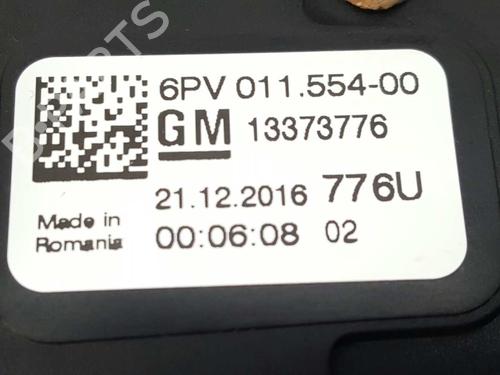 6PV 011.554-00
GM 13373776
21.12.2016 776U
Made in
Romania
00:06:08 02